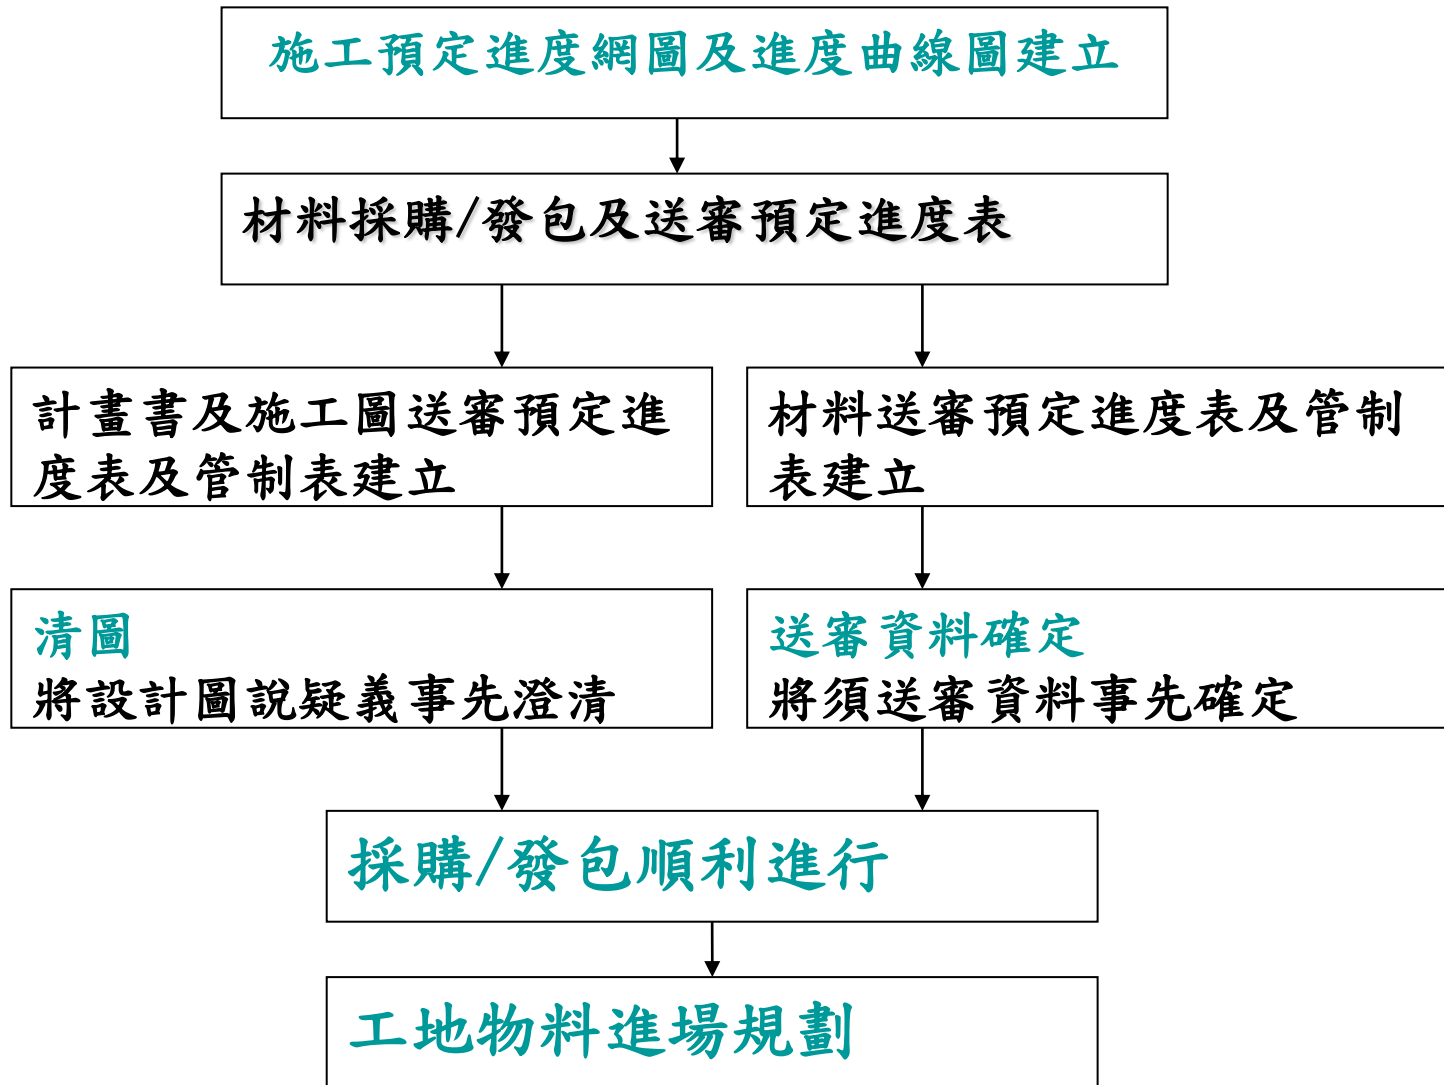 施工預定進度網圖及進度曲線圖建立
材料採購/發包及送審預定進度表
計畫書及施工圖送審預定進
度表及管制表建立
材料送審預定進度表及管制
表建立
清圖
將設計圖說疑義事先澄清
送審資料確定
將須送審資料事先確定
採購/發包順利進行
工地物料進場規劃